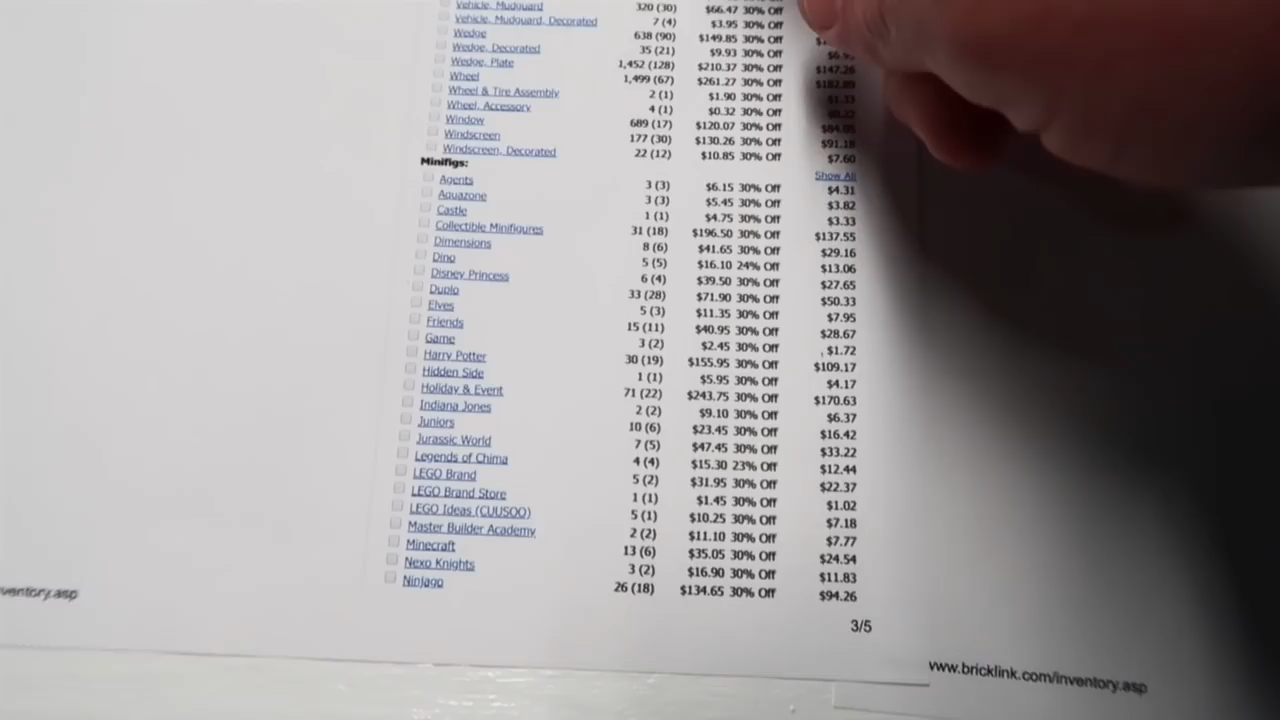 Vehicle, Mudguard 320 (30) $66.47 30% Off
Vehicle, Mudguard, Decorated 7 (4) $3.95 30% Off
Wedge 638 (90) $149.85 30% Off
Wedge, Decorated 35 (21) $9.93 30% Off
Wedge, Plate 1,452 (128) $210.37 30% Off $147.26
Wheel 1,499 (67) $261.27 30% Off $182.89
Wheel & Tire Assembly 2 (1) $1.90 30% Off $1.33
Wheel, Accessory 4 (1) $0.32 30% Off
Window 689 (17) $120.07 30% Off $84.05
Windscreen 177 (30) $130.26 30% Off $91.18
Windscreen, Decorated 22 (12) $10.85 30% Off $7.60
Minifigs: Show All
Agents 3 (3) $6.15 30% Off $4.31
Aquazone 3 (3) $5.45 30% Off $3.82
Castle 1 (1) $4.75 30% Off $3.33
Collectible Minifigures 31 (18) $196.50 30% Off $137.55
Dimensions 8 (6) $41.65 30% Off $29.16
Dino 5 (5) $16.10 24% Off $13.06
Disney Princess 6 (4) $39.50 30% Off $27.65
Duplo 33 (28) $71.90 30% Off $50.33
Elves 5 (3) $11.35 30% Off $7.95
Friends 15 (11) $40.95 30% Off $28.67
Game 3 (2) $2.45 30% Off $1.72
Harry Potter 30 (19) $155.95 30% Off $109.17
Hidden Side 1 (1) $5.95 30% Off $4.17
Holiday & Event 71 (22) $243.75 30% Off $170.63
Indiana Jones 2 (2) $9.10 30% Off $6.37
Juniors 10 (6) $23.45 30% Off $16.42
Jurassic World 7 (5) $47.45 30% Off $33.22
Legends of Chima 4 (4) $15.30 23% Off $12.44
LEGO Brand 5 (2) $31.95 30% Off $22.37
LEGO Brand Store 1 (1) $1.45 30% Off $1.02
LEGO Ideas (CUUSOO) 5 (1) $10.25 30% Off $7.18
Master Builder Academy 2 (2) $11.10 30% Off $7.77
Minecraft 13 (6) $35.05 30% Off $24.54
Nexo Knights 3 (2) $16.90 30% Off $11.83
Ninjago 26 (18) $134.65 30% Off $94.26
3/5
ventory.asp
www.bricklink.com/inventory.asp